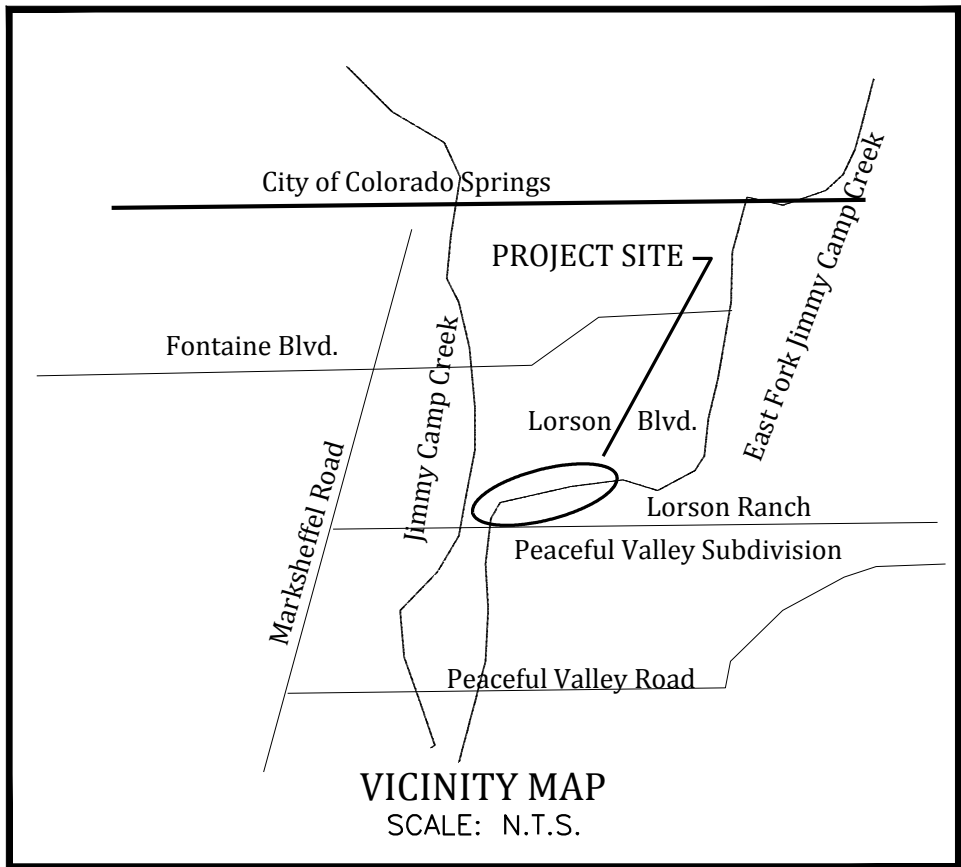 City of Colorado Springs
East Fork Jimmy Camp Creek
PROJECT SITE
Fontaine Blvd.
Jimmy Camp Creek
Lorson Blvd.
Marksheffel Road
Lorson Ranch
Peaceful Valley Subdivision
Peaceful Valley Road
VICINITY MAP
SCALE: N.T.S.